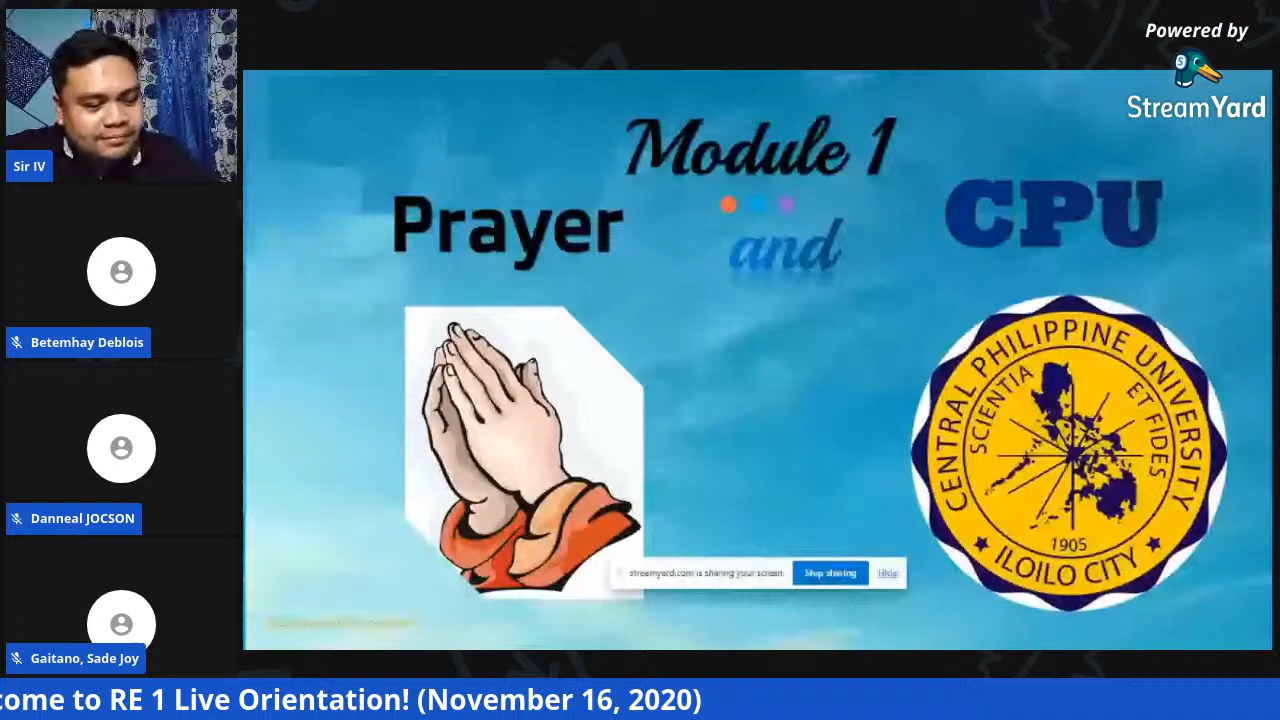 Powered by
StreamYard
Sir IV
Betemhay Deblois
Danneal JOCSON
Gaitano, Sade Joy
Module 1
Prayer
and
CPU
CENTRAL PHILIPPINE UNIVERSITY
SCIENTIA ET FIDES
1905
ILOILO CITY
streamyard.com is sharing your screen.
Stop sharing
Hide
come to RE 1 Live Orientation! (November 16, 2020)